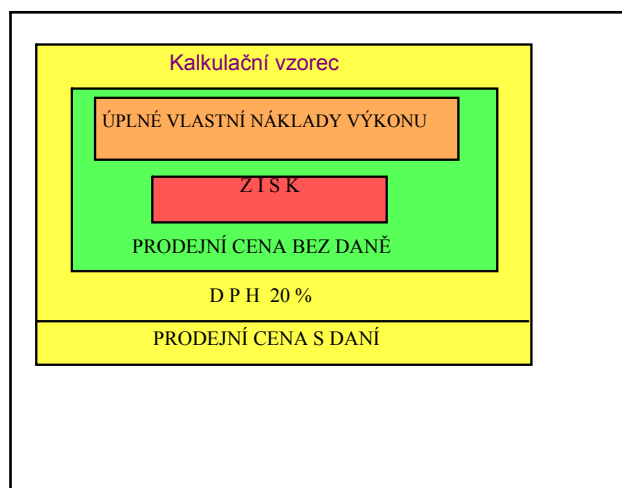 Kalkulační vzorec
ÚPLNÉ VLASTNÍ NÁKLADY VÝKONU
Z I S K
PRODEJNÍ CENA BEZ DANĚ
D P H 20 %
PRODEJNÍ CENA S DANÍ